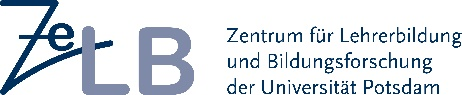 ZeLB
Zentrum für Lehrerbildung
und Bildungsforschung
der Universität Potsdam